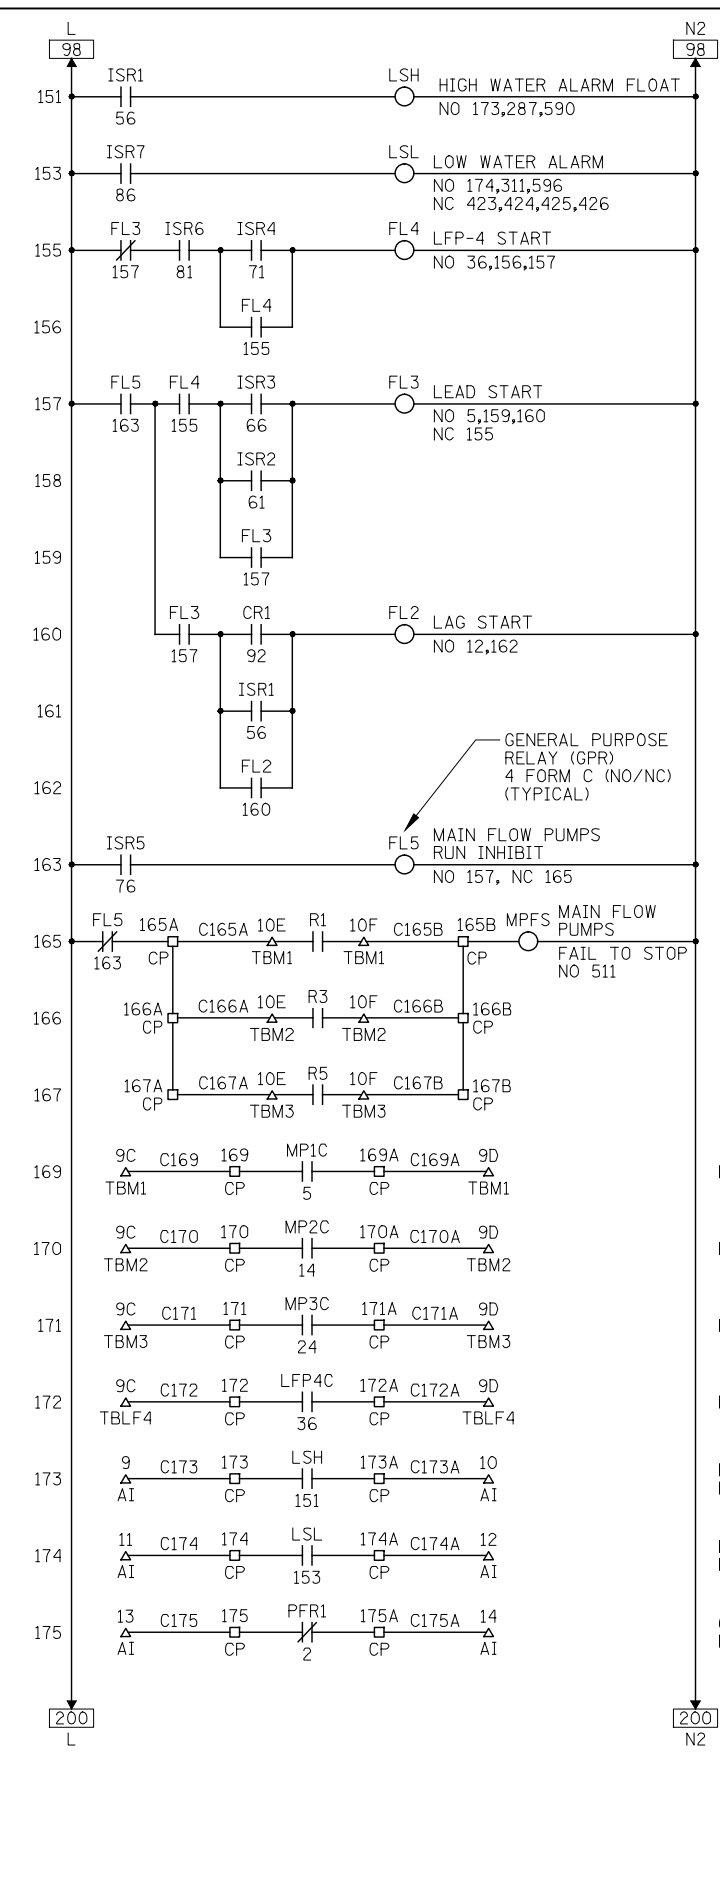 L N2
98 98
ISR1 LSH
151 HIGH WATER ALARM FLOAT
56 NO 173,287,590
ISR7 LSL
153 LOW WATER ALARM
86 NO 174,311,596
NC 423,424,425,426
FL3 ISR6 ISR4 FL4
155 LFP-4 START
157 81 71 NO 36,156,157
FL4
156
155
FL5 FL4 ISR3 FL3
157 LEAD START
163 155 66 NO 5,159,160
NC 155
ISR2
158
61
FL3
159
157
FL3 CR1 FL2
160 LAG START
157 92 NO 12,162
ISR1
161
56
GENERAL PURPOSE
RELAY (GPR)
4 FORM C (NO/NC)
(TYPICAL)
FL2
162
160
ISR5 FL5 MAIN FLOW PUMPS
163 RUN INHIBIT
76 NO 157, NC 165
FL5 165A C165A 10E R1 10F C165B 165B MPFS MAIN FLOW
165 PUMPS
163 CP TBM1 TBM1 CP FAIL TO STOP
NO 511
166A C166A 10E R3 10F C166B 166B
166
CP TBM2 TBM2 CP
167A C167A 10E R5 10F C167B 167B
167
CP TBM3 TBM3 CP
9C C169 169 MP1C 169A C169A 9D
169
TBM1 CP 5 CP TBM1
9C C170 170 MP2C 170A C170A 9D
170
TBM2 CP 14 CP TBM2
9C C171 171 MP3C 171A C171A 9D
171
TBM3 CP 24 CP TBM3
9C C172 172 LFP4C 172A C172A 9D
172
TBLF4 CP 36 CP TBLF4
9 C173 173 LSH 173A C173A 10
173
AI CP 151 CP AI
11 C174 174 LSL 174A C174A 12
174
AI CP 153 CP AI
13 C175 175 PFR1 175A C175A 14
175
AI CP 2 CP AI
200 200
L N2